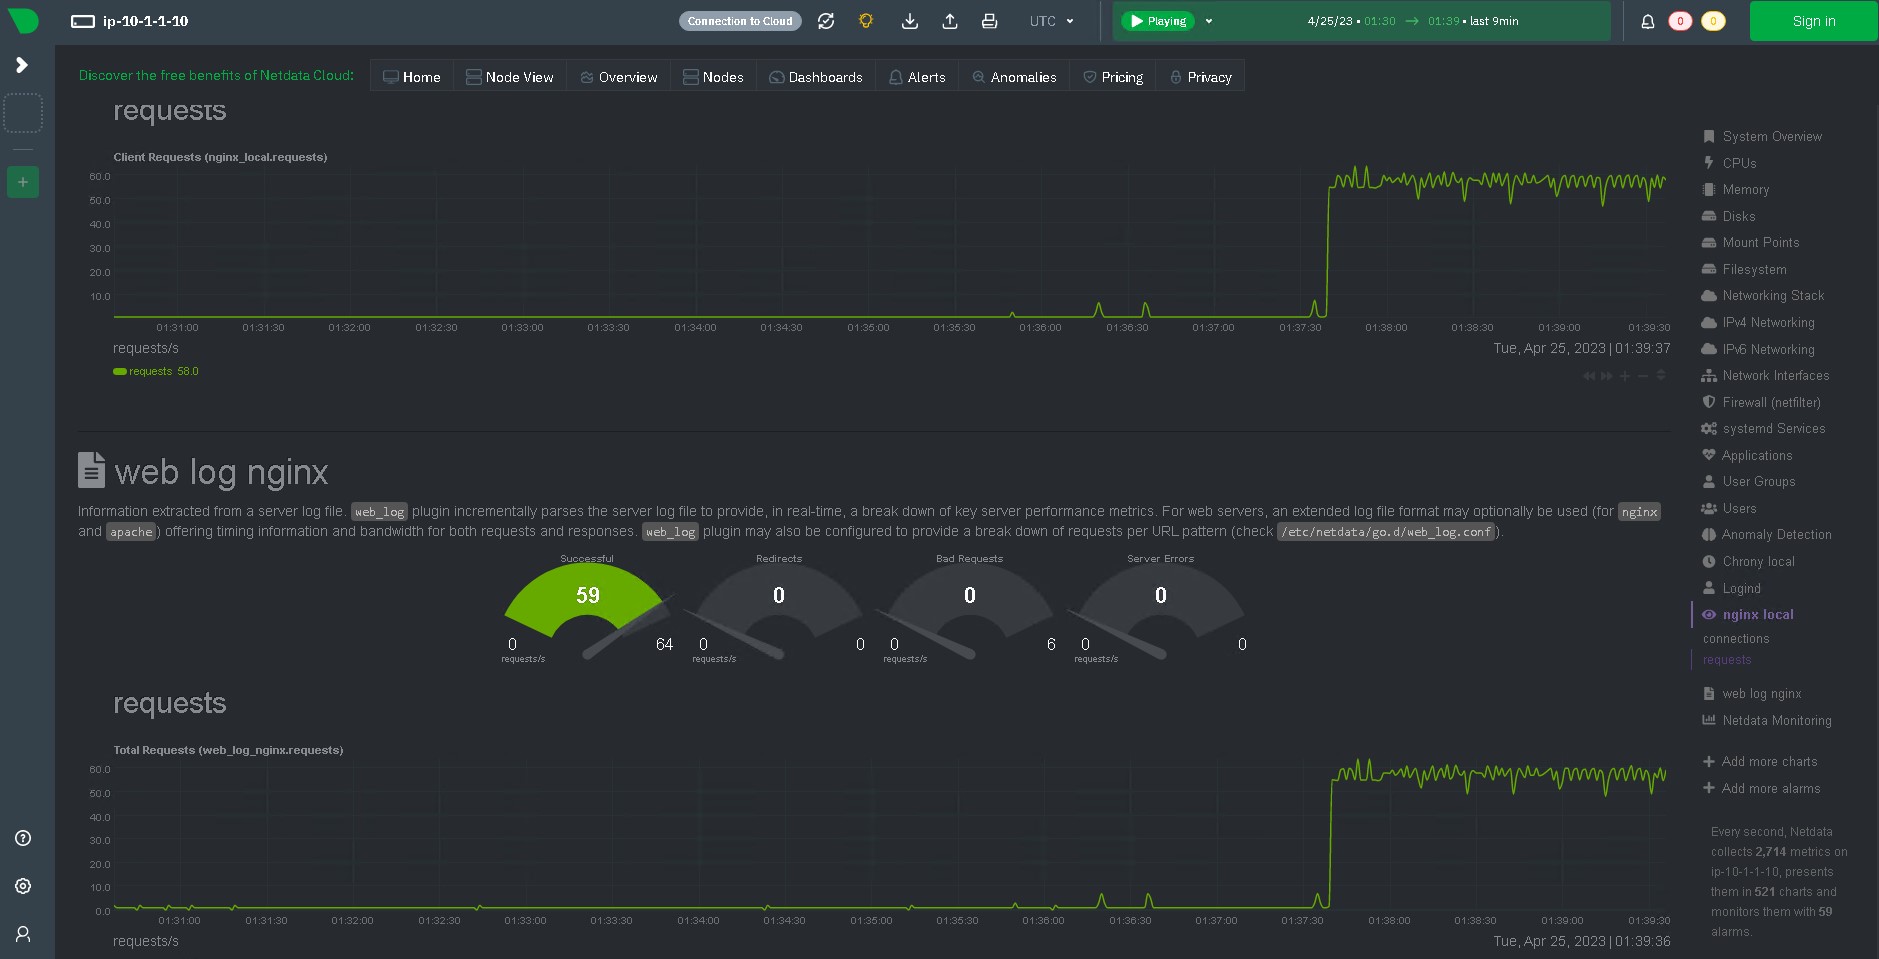 ip-10-1-1-10 Connection to Cloud UTC Playing 4/25/23 • 01:30 → 01:39 • last 9min 0 0 Sign in
Discover the free benefits of Netdata Cloud: Home Node View Overview Nodes Dashboards Alerts Anomalies Pricing Privacy
requests
Client Requests (nginx_local.requests)
60.0
50.0
40.0
30.0
20.0
10.0
01:31:00 01:31:30 01:32:00 01:32:30 01:33:00 01:33:30 01:34:00 01:34:30 01:35:00 01:35:30 01:36:00 01:36:30 01:37:00 01:37:30 01:38:00 01:38:30 01:39:00 01:39:30
requests/s Tue, Apr 25, 2023 | 01:39:37
requests 58.0
web log nginx
Information extracted from a server log file. web_log plugin incrementally parses the server log file to provide, in real-time, a break down of key server performance metrics. For web servers, an extended log file format may optionally be used (for nginx
and apache) offering timing information and bandwidth for both requests and responses. web_log plugin may also be configured to provide a break down of requests per URL pattern (check /etc/netdata/go.d/web_log.conf).
Successful Redirects Bad Requests Server Errors
59 0 0 0
0 64 0 0 0 6 0 0
requests/s requests/s requests/s requests/s
requests
Total Requests (web_log_nginx.requests)
60.0
50.0
40.0
30.0
20.0
10.0
0.0
01:31:00 01:31:30 01:32:00 01:32:30 01:33:00 01:33:30 01:34:00 01:34:30 01:35:00 01:35:30 01:36:00 01:36:30 01:37:00 01:37:30 01:38:00 01:38:30 01:39:00 01:39:30
requests/s Tue, Apr 25, 2023 | 01:39:36
System Overview
CPUs
Memory
Disks
Mount Points
Filesystem
Networking Stack
IPv4 Networking
IPv6 Networking
Network Interfaces
Firewall (netfilter)
systemd Services
Applications
User Groups
Users
Anomaly Detection
Chrony local
Logind
nginx local
connections
requests
web log nginx
Netdata Monitoring
Add more charts
Add more alarms
Every second, Netdata
collects 2,714 metrics on
ip-10-1-1-10, presents
them in 521 charts and
monitors them with 59
alarms.